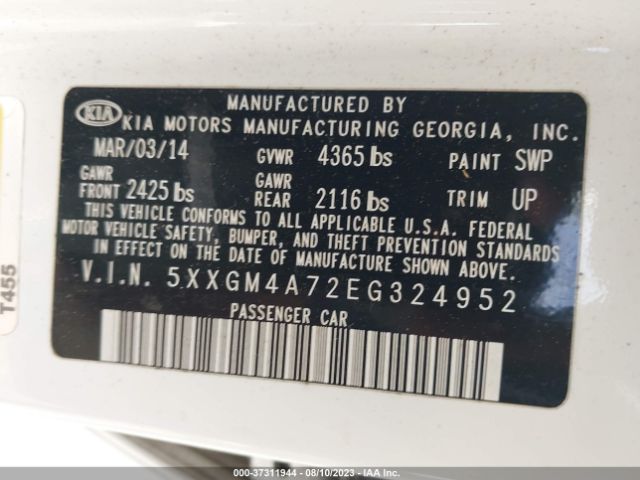 MANUFACTURED BY
KIA KIA MOTORS MANUFACTURING GEORGIA, INC.
MAR/03/14 GVWR 4365 lbs PAINT SWP
GAWR FRONT 2425 lbs GAWR REAR 2116 lbs TRIM UP
THIS VEHICLE CONFORMS TO ALL APPLICABLE U.S.A. FEDERAL
MOTOR VEHICLE SAFETY, BUMPER, AND THEFT PREVENTION STANDARDS
IN EFFECT ON THE DATE OF MANUFACTURE SHOWN ABOVE.
V.I.N. 5XXGM4A72EG324952
PASSENGER CAR
T455
000-37311944 - 08/10/2023 - IAAI.COM